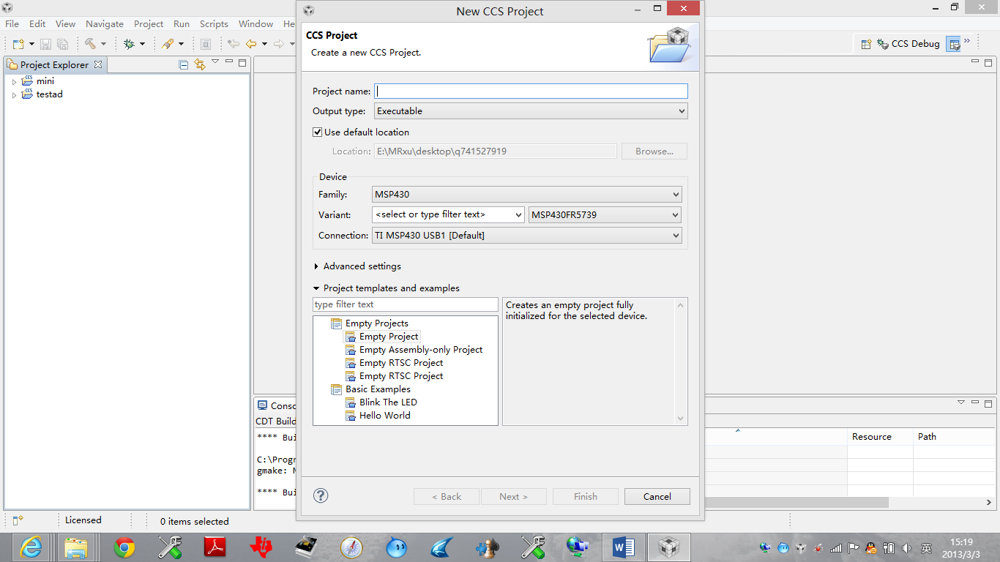 New CCS Project
File Edit View Navigate Project Run Scripts Window He
CCS Debug
Project Explorer
mini
testad
CCS Project
Create a new CCS Project.
Project name:
Output type: Executable
Use default location
Location: E:\MRxu\desktop\q741527919 Browse...
Device
Family: MSP430
Variant: <select or type filter text> MSP430FR5739
Connection: TI MSP430 USB1 [Default]
Advanced settings
Project templates and examples
type filter text
Empty Projects
Empty Project
Empty Assembly-only Project
Empty RTSC Project
Empty RTSC Project
Basic Examples
Blink The LED
Hello World
Creates an empty project fully
initialized for the selected device.
< Back Next > Finish Cancel
Conso
CDT Build
**** Bui
C:\Progr
gmake: N
**** Bui
Resource Path
Licensed 0 items selected
英 15:19
2013/3/3